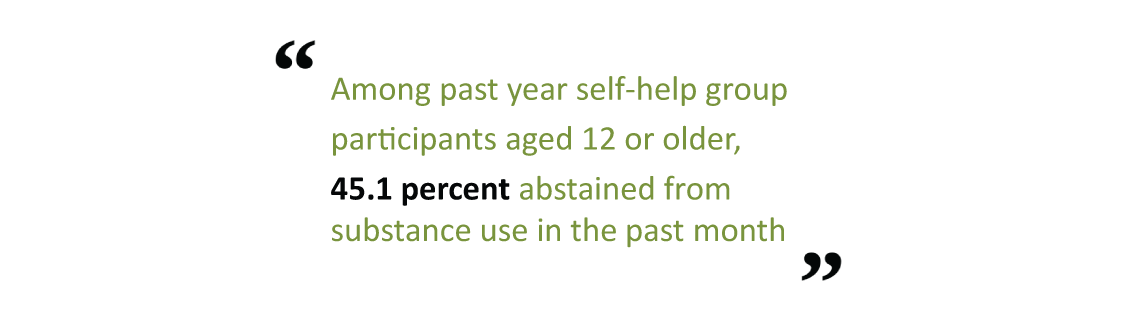 “
Among past year self-help group
participants aged 12 or older,
45.1 percent abstained from
substance use in the past month
”